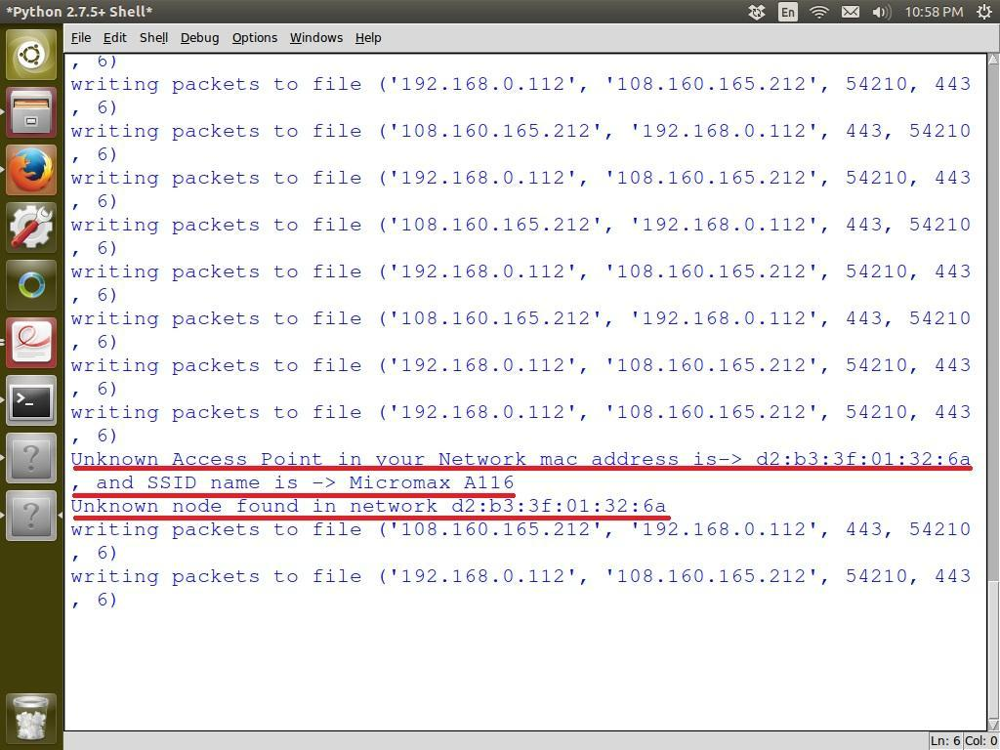 *Python 2.7.5+ Shell*
En
10:58 PM
File Edit Shell Debug Options Windows Help
, 6)
writing packets to file ('192.168.0.112', '108.160.165.212', 54210, 443
, 6)
writing packets to file ('108.160.165.212', '192.168.0.112', 443, 54210
, 6)
writing packets to file ('192.168.0.112', '108.160.165.212', 54210, 443
, 6)
writing packets to file ('108.160.165.212', '192.168.0.112', 443, 54210
, 6)
writing packets to file ('192.168.0.112', '108.160.165.212', 54210, 443
, 6)
writing packets to file ('108.160.165.212', '192.168.0.112', 443, 54210
, 6)
writing packets to file ('192.168.0.112', '108.160.165.212', 54210, 443
, 6)
writing packets to file ('192.168.0.112', '108.160.165.212', 54210, 443
, 6)
Unknown Access Point in your Network mac address is-> d2:b3:3f:01:32:6a
, and SSID name is -> Micromax A116
Unknown node found in network d2:b3:3f:01:32:6a
writing packets to file ('108.160.165.212', '192.168.0.112', 443, 54210
, 6)
writing packets to file ('192.168.0.112', '108.160.165.212', 54210, 443
, 6)
Ln: 6 Col: 0